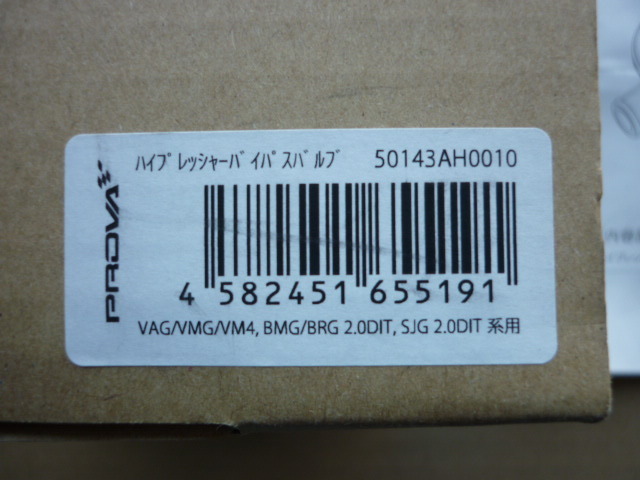 PROVA
ﾊｲﾌﾟﾚｯｼｬｰﾊﾞｲﾊﾟｽﾊﾞﾙﾌﾞ 50143AH0010
4 582451 655191
VAG/VMG/VM4, BMG/BRG 2.0DIT, SJG 2.0DIT 系用